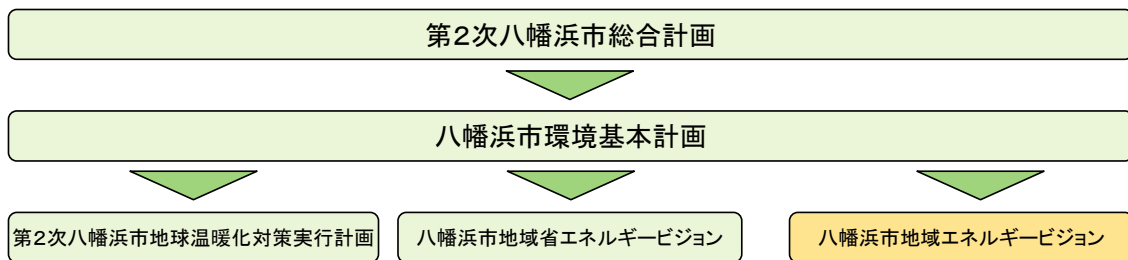 第2次八幡浜市総合計画
八幡浜市環境基本計画
第2次八幡浜市地球温暖化対策実行計画
八幡浜市地域省エネルギービジョン
八幡浜市地域エネルギービジョン